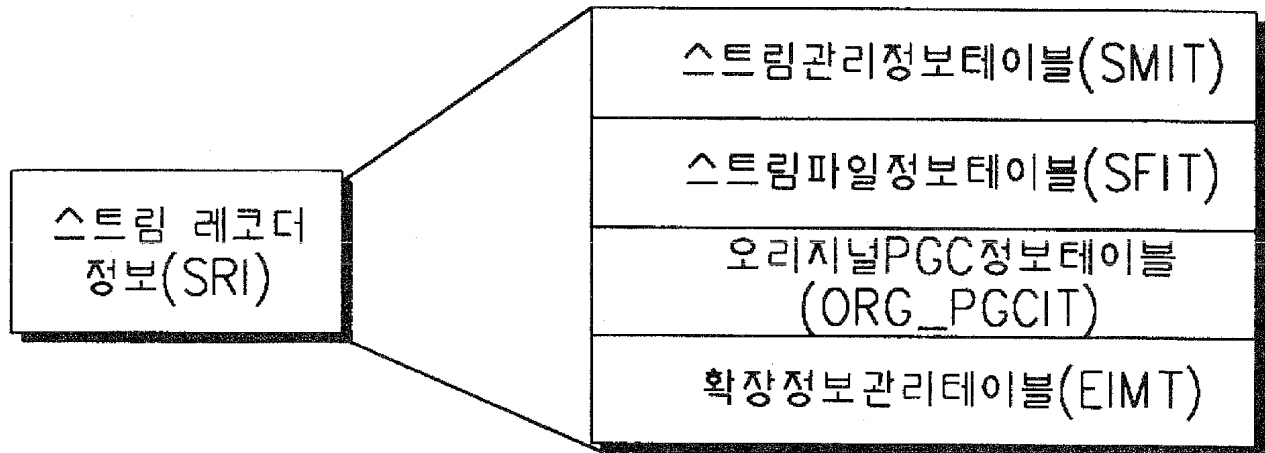 스트림 레코더
정보(SRI)
스트림관리정보테이블(SMIT)
스트림파일정보테이블(SFIT)
오리지널PGC정보테이블
(ORG_PGCIT)
확장정보관리테이블(EIMT)